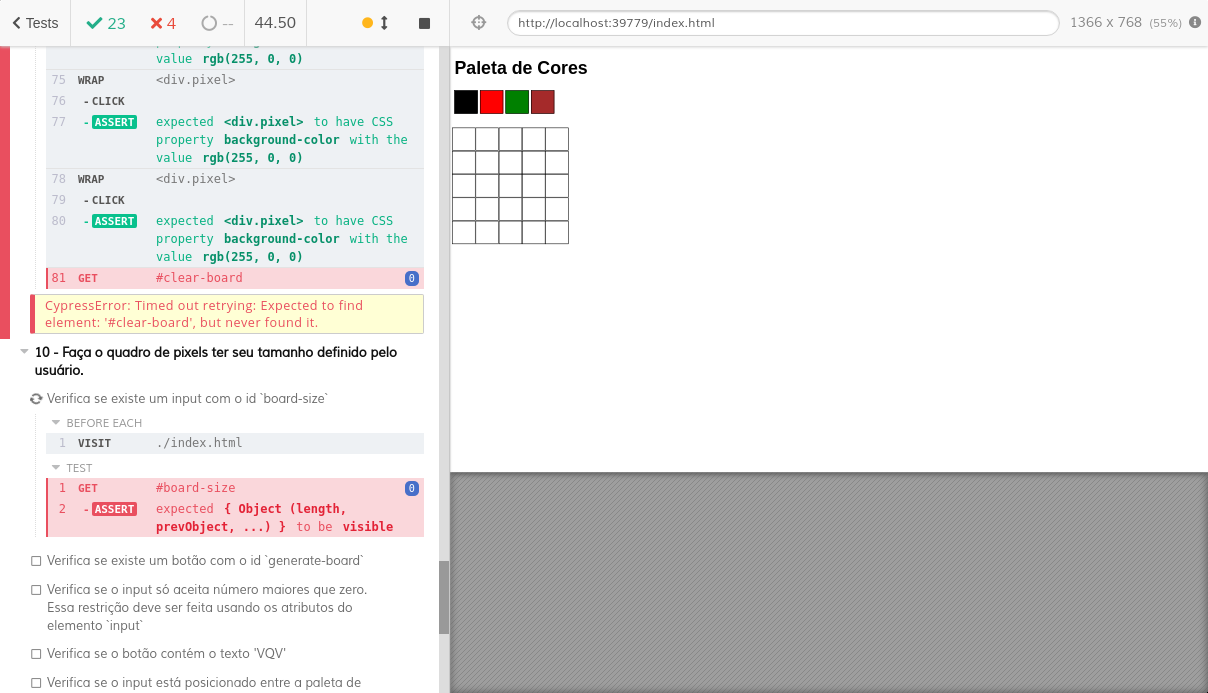 Tests
23
4
--
44.50
http://localhost:39779/index.html
1366 x 768 (55%)
value rgb(255, 0, 0)
75 WRAP <div.pixel>
76 - CLICK
77 - ASSERT expected <div.pixel> to have CSS
property background-color with the
value rgb(255, 0, 0)
78 WRAP <div.pixel>
79 - CLICK
80 - ASSERT expected <div.pixel> to have CSS
property background-color with the
value rgb(255, 0, 0)
81 GET #clear-board 0
CypressError: Timed out retrying: Expected to find
element: '#clear-board', but never found it.
10 - Faça o quadro de pixels ter seu tamanho definido pelo
usuário.
Verifica se existe um input com o id `board-size`
BEFORE EACH
1 VISIT ./index.html
TEST
1 GET #board-size 0
2 - ASSERT expected { Object (length,
prevObject, ...) } to be visible
Verifica se existe um botão com o id `generate-board`
Verifica se o input só aceita número maiores que zero.
Essa restrição deve ser feita usando os atributos do
elemento `input`
Verifica se o botão contém o texto 'VQV'
Verifica se o input está posicionado entre a paleta de
Paleta de Cores